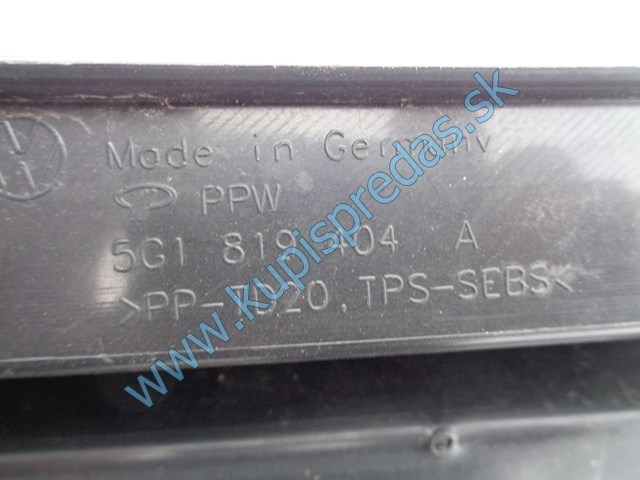 Made in Germany
PPW
5G1 819 404 A
>PP-TD20, TPS-SEBS<
www.kupispredas.sk